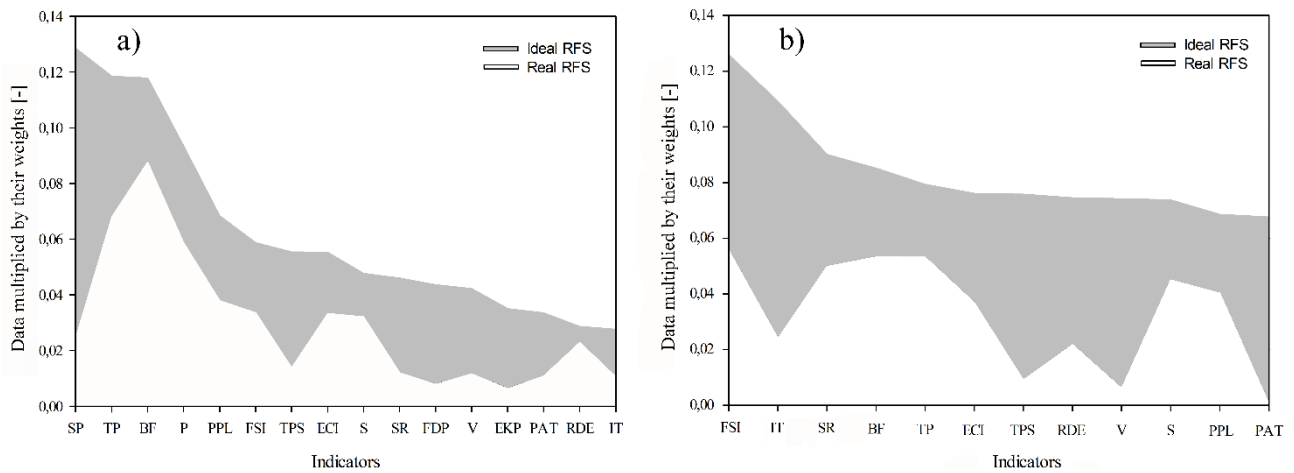 a)
Ideal RFS
Real RFS
Data multiplied by their weights [-]
0,14
0,12
0,10
0,08
0,06
0,04
0,02
0,00
SP TP BF P PPL FSI TPS ECI S SR FDP V EKP PAT RDE IT
Indicators
b)
Ideal RFS
Real RFS
Data multiplied by their weights [-]
0,14
0,12
0,10
0,08
0,06
0,04
0,02
0,00
FSI IT SR BF TP ECI TPS RDE V S PPL PAT
Indicators